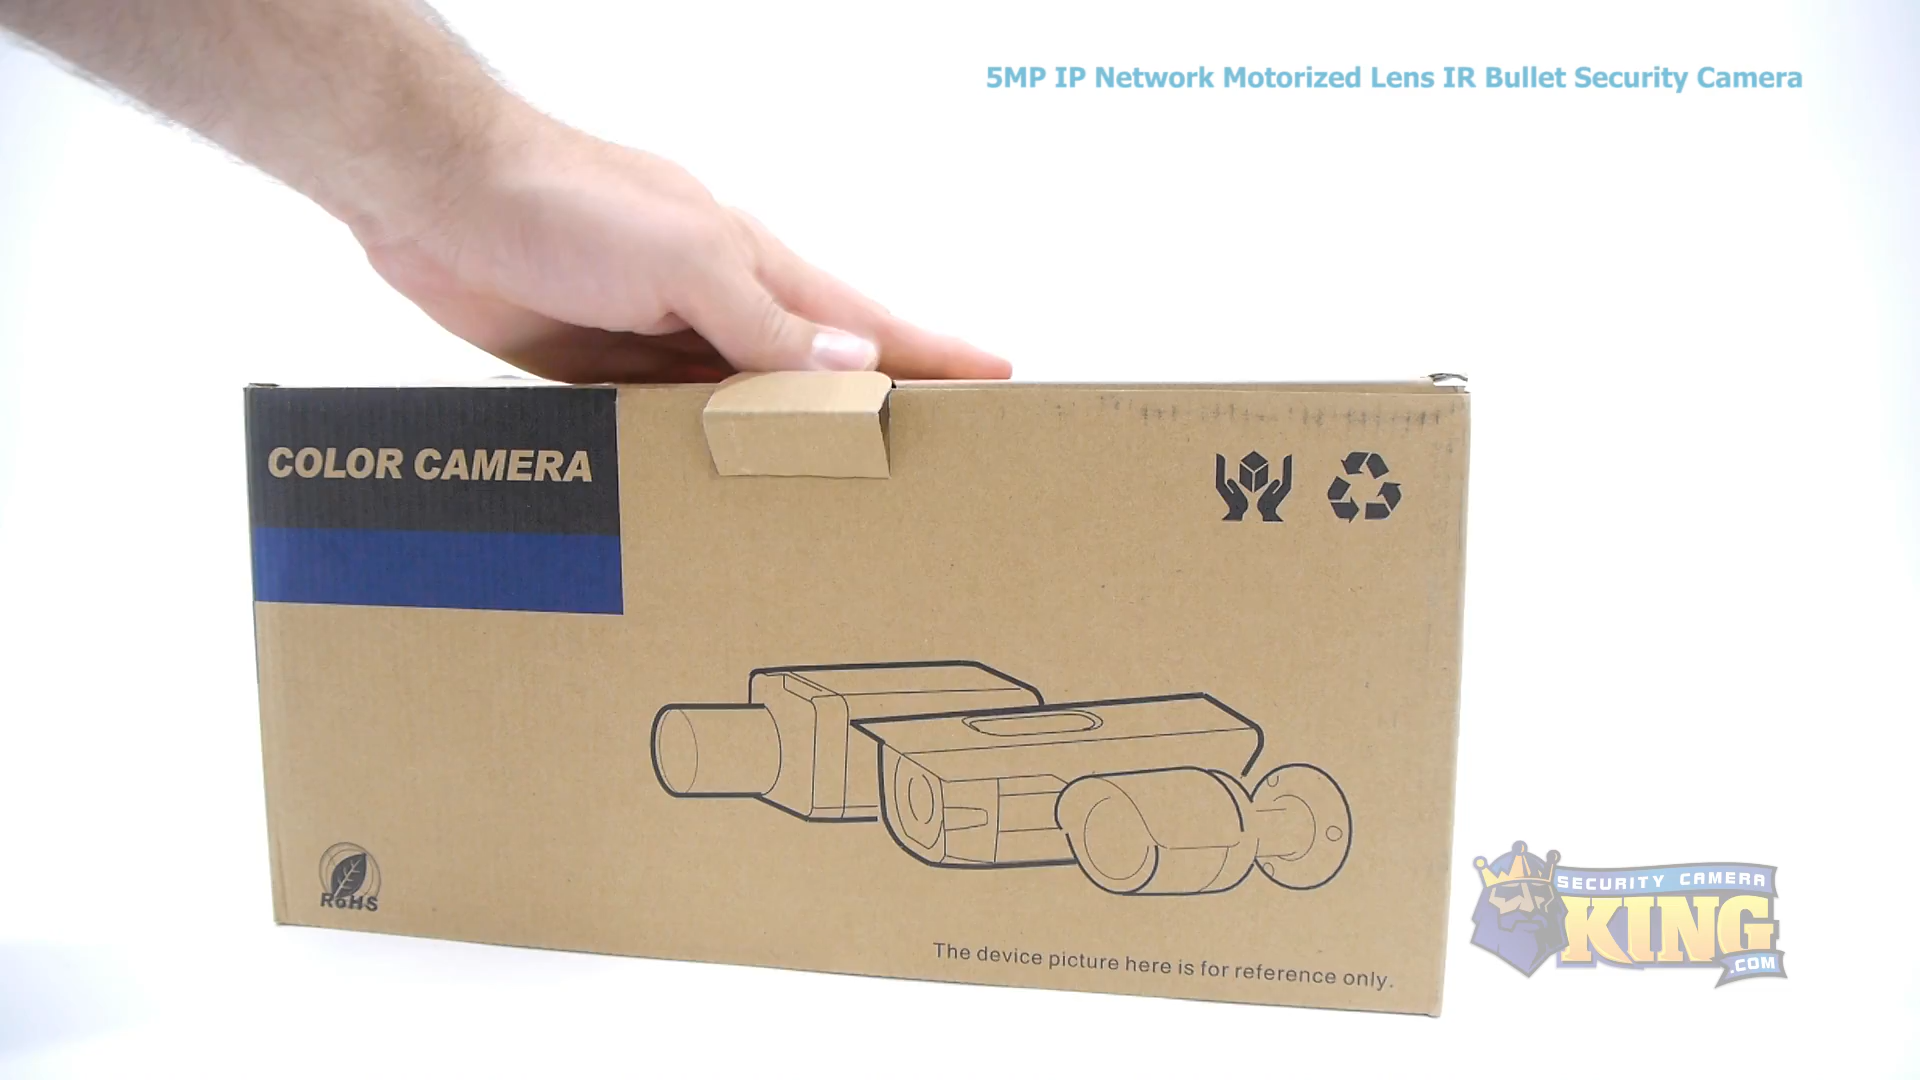 5MP IP Network Motorized Lens IR Bullet Security Camera
COLOR CAMERA
RoHS
The device picture here is for reference only.
SECURITY CAMERA
KING
.COM